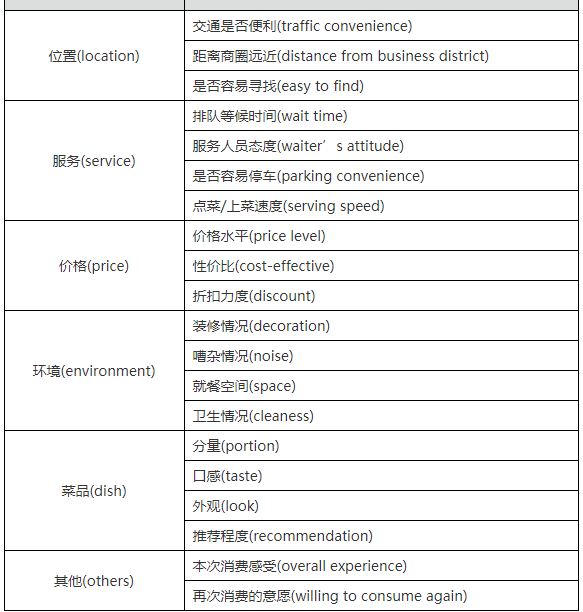 位置(location)
交通是否便利(traffic convenience)
距离商圈远近(distance from business district)
是否容易寻找(easy to find)
服务(service)
排队等候时间(wait time)
服务人员态度(waiter’s attitude)
是否容易停车(parking convenience)
点菜/上菜速度(serving speed)
价格(price)
价格水平(price level)
性价比(cost-effective)
折扣力度(discount)
环境(environment)
装修情况(decoration)
嘈杂情况(noise)
就餐空间(space)
卫生情况(cleaness)
菜品(dish)
分量(portion)
口感(taste)
外观(look)
推荐程度(recommendation)
其他(others)
本次消费感受(overall experience)
再次消费的意愿(willing to consume again)